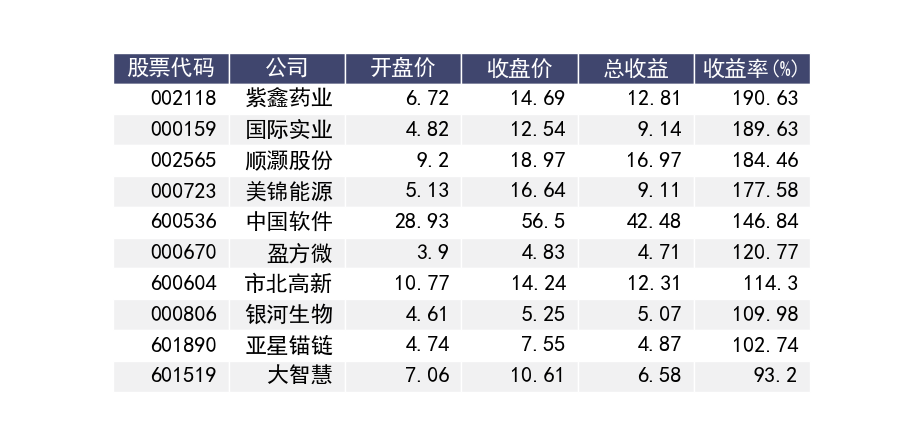 股票代码 公司 开盘价 收盘价 总收益 收益率(%)
002118 紫鑫药业 6.72 14.69 12.81 190.63
000159 国际实业 4.82 12.54 9.14 189.63
002565 顺灏股份 9.2 18.97 16.97 184.46
000723 美锦能源 5.13 16.64 9.11 177.58
600536 中国软件 28.93 56.5 42.48 146.84
000670 盈方微 3.9 4.83 4.71 120.77
600604 市北高新 10.77 14.24 12.31 114.3
000806 银河生物 4.61 5.25 5.07 109.98
601890 亚星锚链 4.74 7.55 4.87 102.74
601519 大智慧 7.06 10.61 6.58 93.2